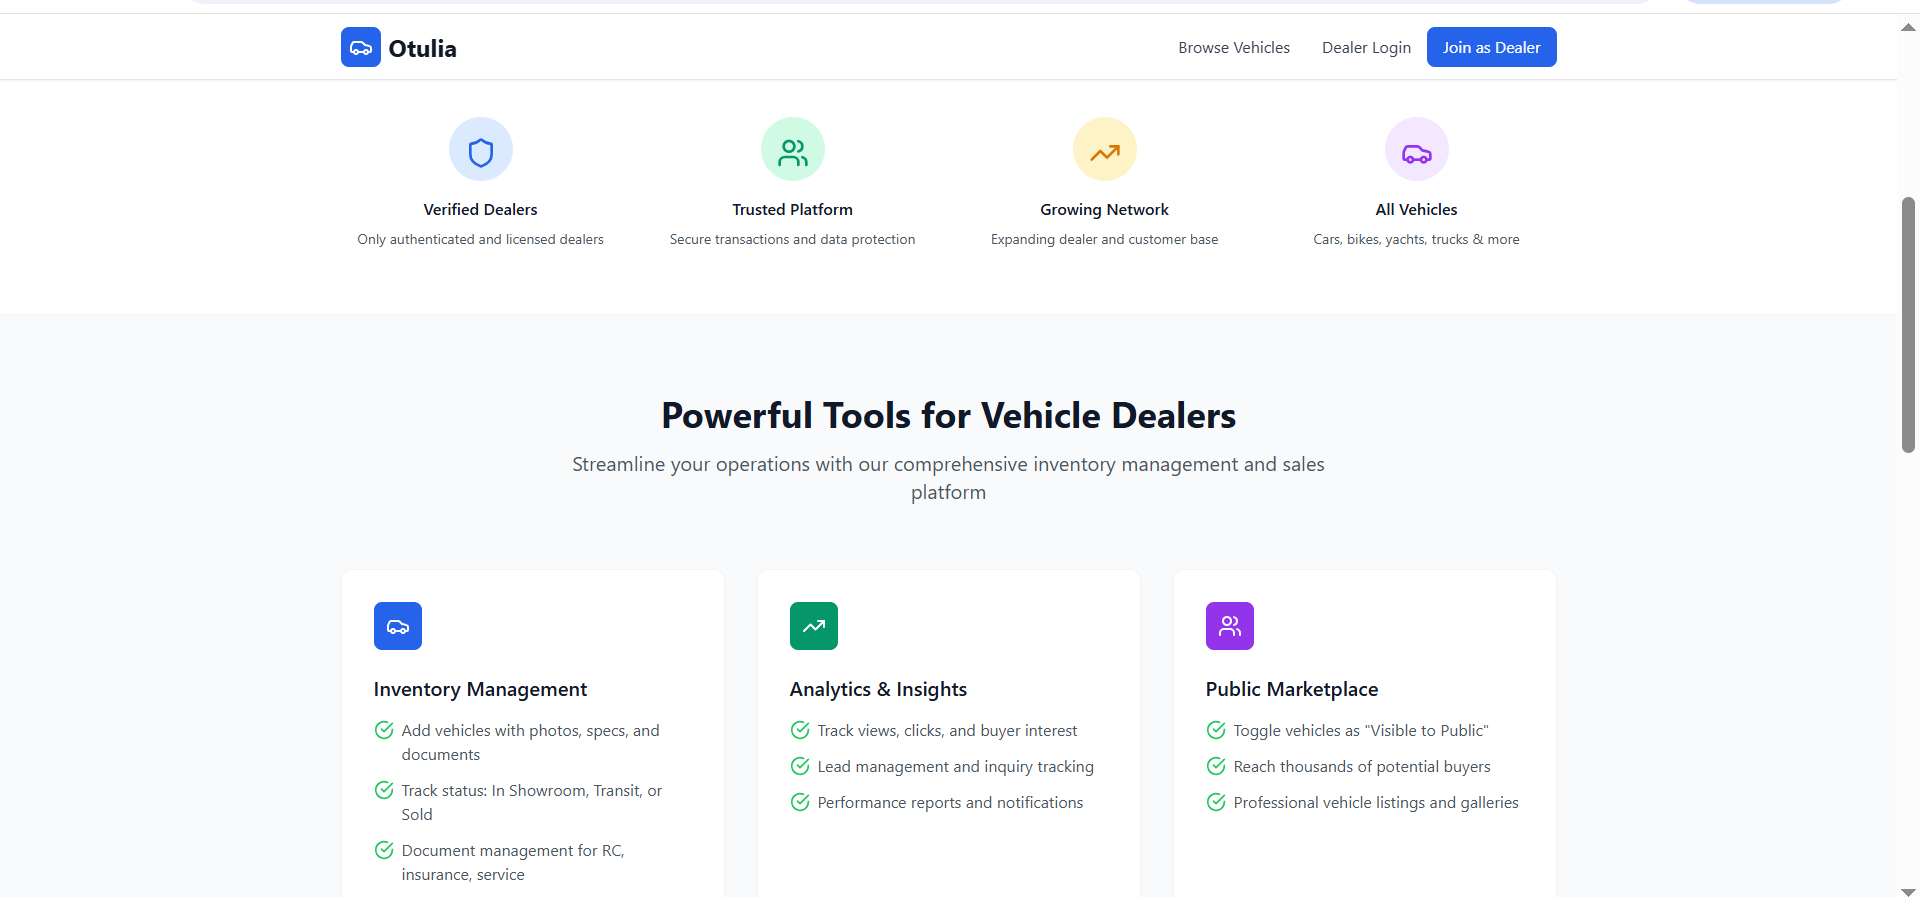 Otulia
Browse Vehicles
Dealer Login
Join as Dealer
Verified Dealers
Only authenticated and licensed dealers
Trusted Platform
Secure transactions and data protection
Growing Network
Expanding dealer and customer base
All Vehicles
Cars, bikes, yachts, trucks & more
Powerful Tools for Vehicle Dealers
Streamline your operations with our comprehensive inventory management and sales
platform
Inventory Management
Add vehicles with photos, specs, and
documents
Track status: In Showroom, Transit, or
Sold
Document management for RC,
insurance, service
Analytics & Insights
Track views, clicks, and buyer interest
Lead management and inquiry tracking
Performance reports and notifications
Public Marketplace
Toggle vehicles as "Visible to Public"
Reach thousands of potential buyers
Professional vehicle listings and galleries